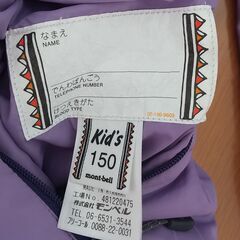 なまえ
NAME
でんわばんごう
TELEPHONE NUMBER
けつえきがた
BLOOD TYPE
Kid's
150
mont-bell
工場No 481220475
株式会社モンベル
TEL 06-6531-3544
フリーコール 0088-22-0031